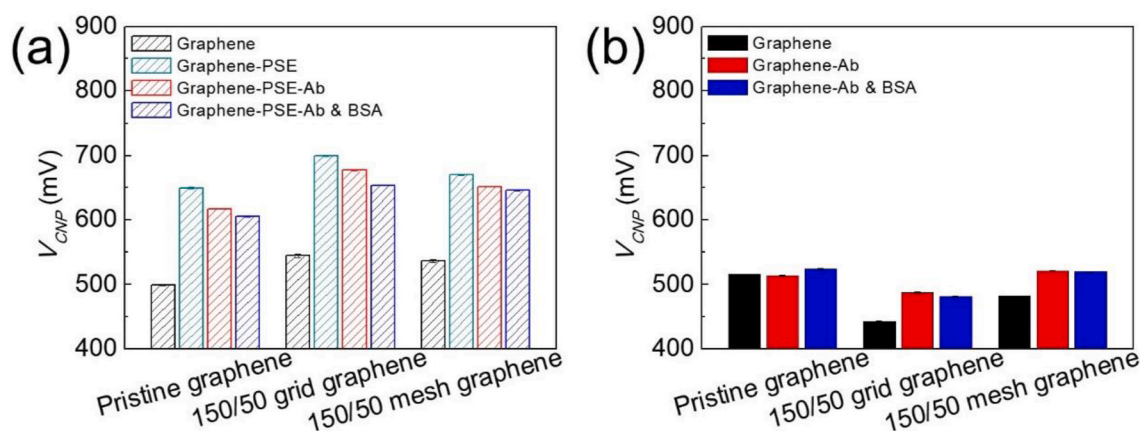 (a)
900
800
700
600
500
400
V_CNP (mV)
Graphene
Graphene-PSE
Graphene-PSE-Ab
Graphene-PSE-Ab & BSA
Pristine graphene
150/50 grid graphene
150/50 mesh graphene
(b)
900
800
700
600
500
400
V_CNP (mV)
Graphene
Graphene-Ab
Graphene-Ab & BSA
Pristine graphene
150/50 grid graphene
150/50 mesh graphene